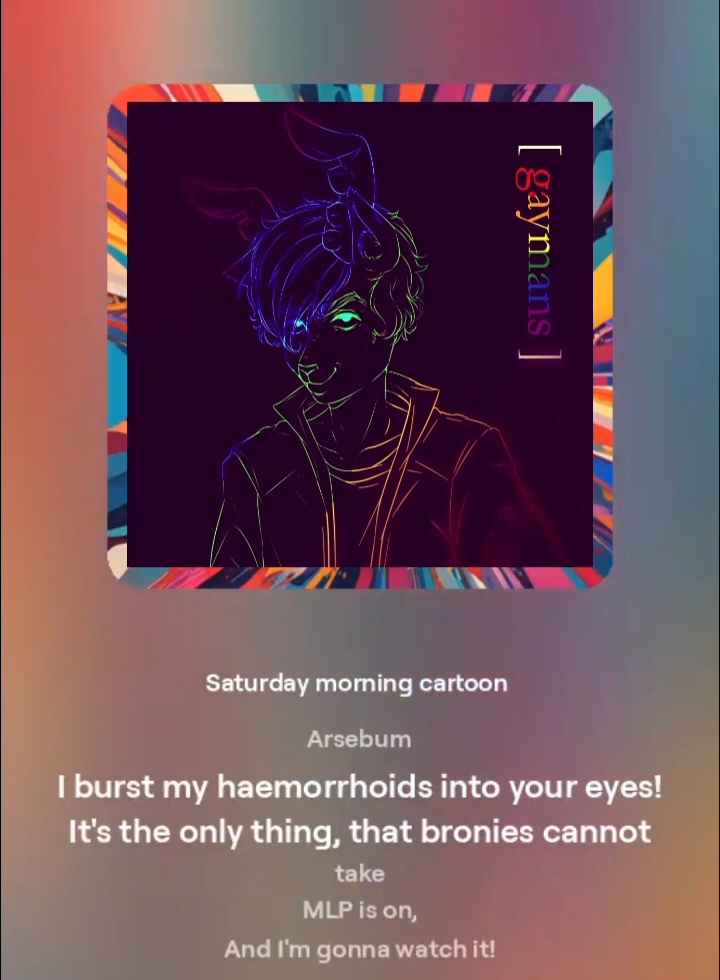 [ gaymans ]
Saturday morning cartoon
Arsebum
I burst my haemorrhoids into your eyes!
It's the only thing, that bronies cannot
take
MLP is on,
And I'm gonna watch it!